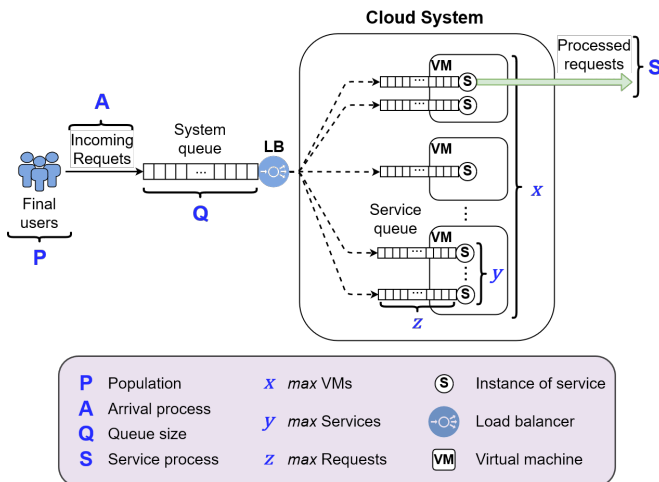 Cloud System
Processed
requests
S
A
Incoming
Requets
System
queue
...
LB
Q
Final
users
P
VM
...
S
...
S
VM
...
S
...
x
Service
queue
VM
...
S
...
...
y
...
S
z
P Population
A Arrival process
Q Queue size
S Service process
x max VMs
y max Services
z max Requests
S Instance of service
Load balancer
VM Virtual machine